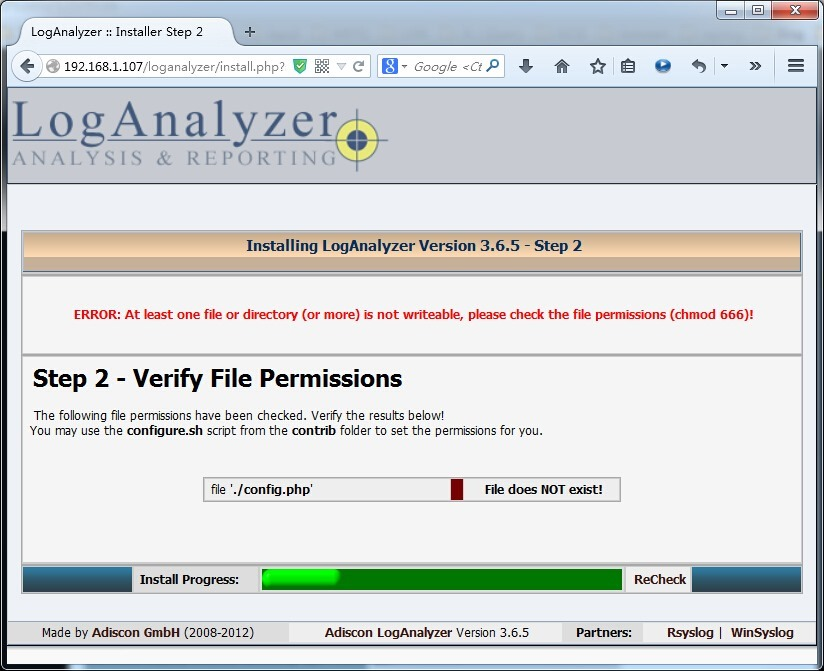 LogAnalyzer :: Installer Step 2
192.168.1.107/loganalyzer/install.php?
Google <Ct
LogAnalyzer
ANALYSIS & REPORTING
Installing LogAnalyzer Version 3.6.5 - Step 2
ERROR: At least one file or directory (or more) is not writeable, please check the file permissions (chmod 666)!
Step 2 - Verify File Permissions
The following file permissions have been checked. Verify the results below!
You may use the configure.sh script from the contrib folder to set the permissions for you.
file './config.php' File does NOT exist!
Install Progress: ReCheck
Made by Adiscon GmbH (2008-2012) Adiscon LogAnalyzer Version 3.6.5 Partners: Rsyslog | WinSyslog